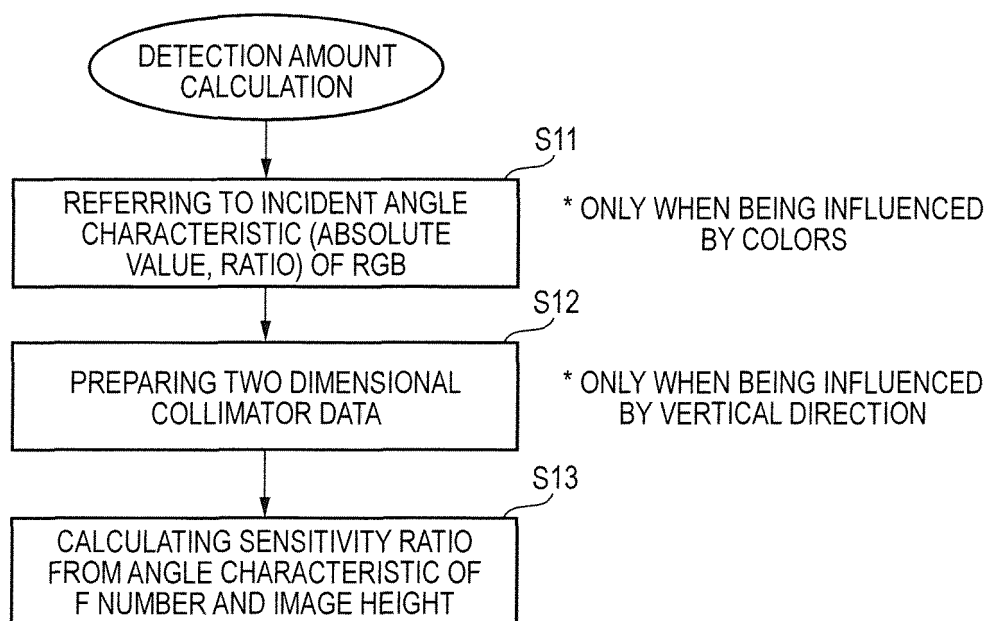 DETECTION AMOUNT
CALCULATION
S11
REFERRING TO INCIDENT ANGLE
CHARACTERISTIC (ABSOLUTE
VALUE, RATIO) OF RGB
* ONLY WHEN BEING INFLUENCED
BY COLORS
S12
PREPARING TWO DIMENSIONAL
COLLIMATOR DATA
* ONLY WHEN BEING INFLUENCED
BY VERTICAL DIRECTION
S13
CALCULATING SENSITIVITY RATIO
FROM ANGLE CHARACTERISTIC OF
F NUMBER AND IMAGE HEIGHT